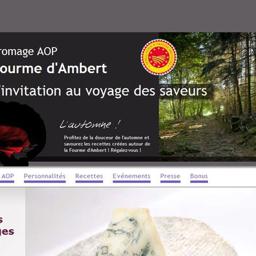 romage AOP
ourme d'Ambert
'invitation au voyage des saveurs
L'automne !
Profitez de la douceur de l'automne et
savourez les recettes créées autour de
la Fourme d'Ambert ! Régalez-vous !
AOP Personnalités Recettes Evénements Presse Bonus
s
ges